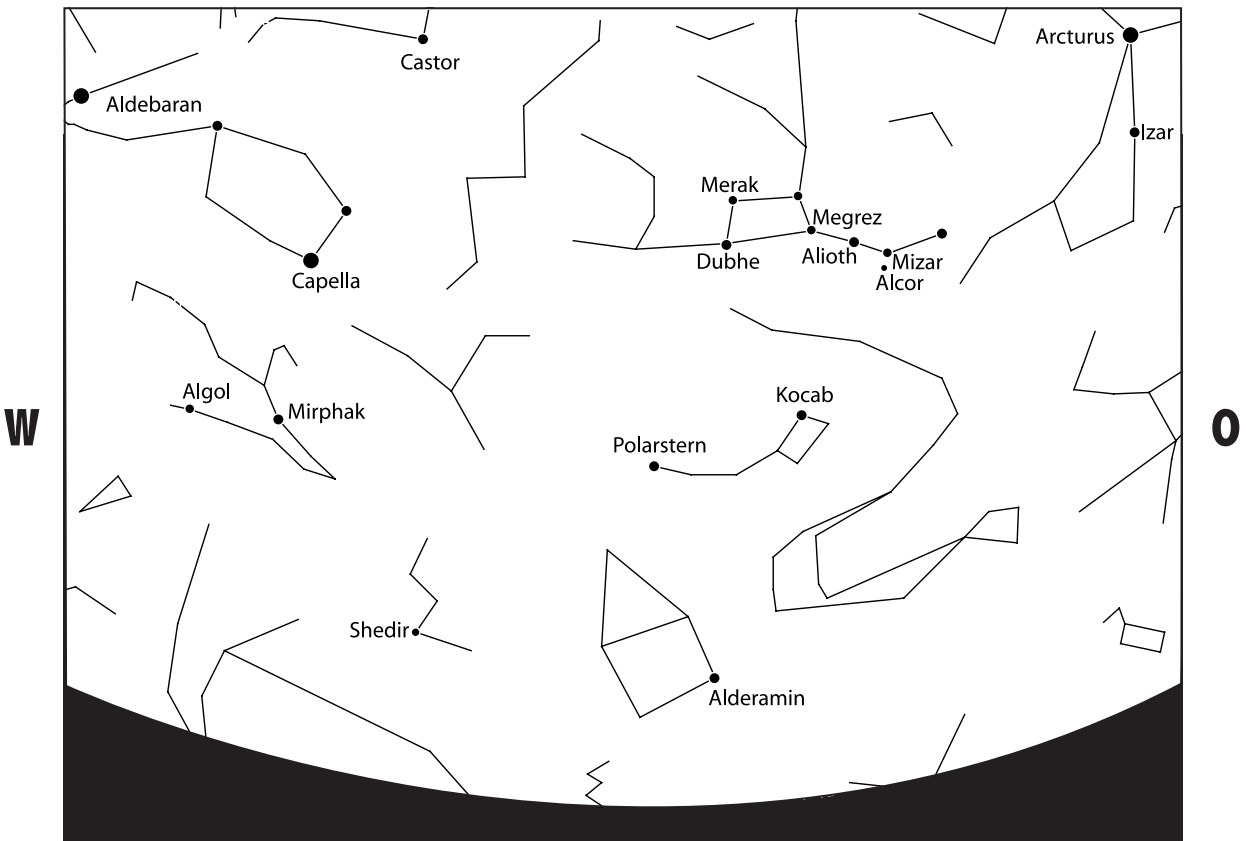 Arcturus
Castor
Aldebaran
Izar
Merak
Megrez
Alioth
Dubhe
Mizar
Capella
Alcor
Algol
Kocab
Mirphak
W
O
Polarstern
Shedir
Alderamin